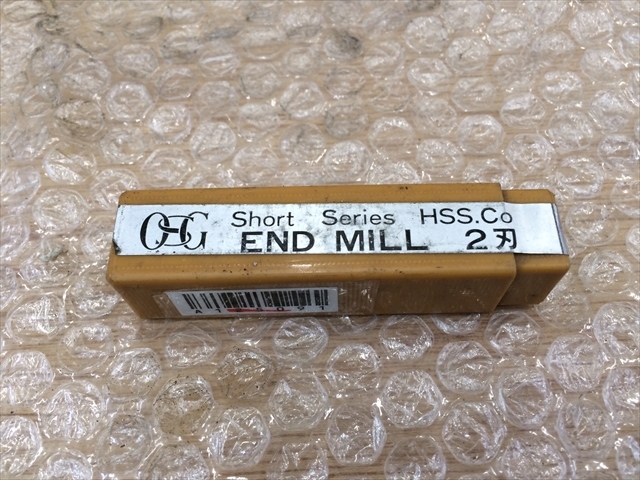 OSG Short Series HSS.Co
END MILL 2刃